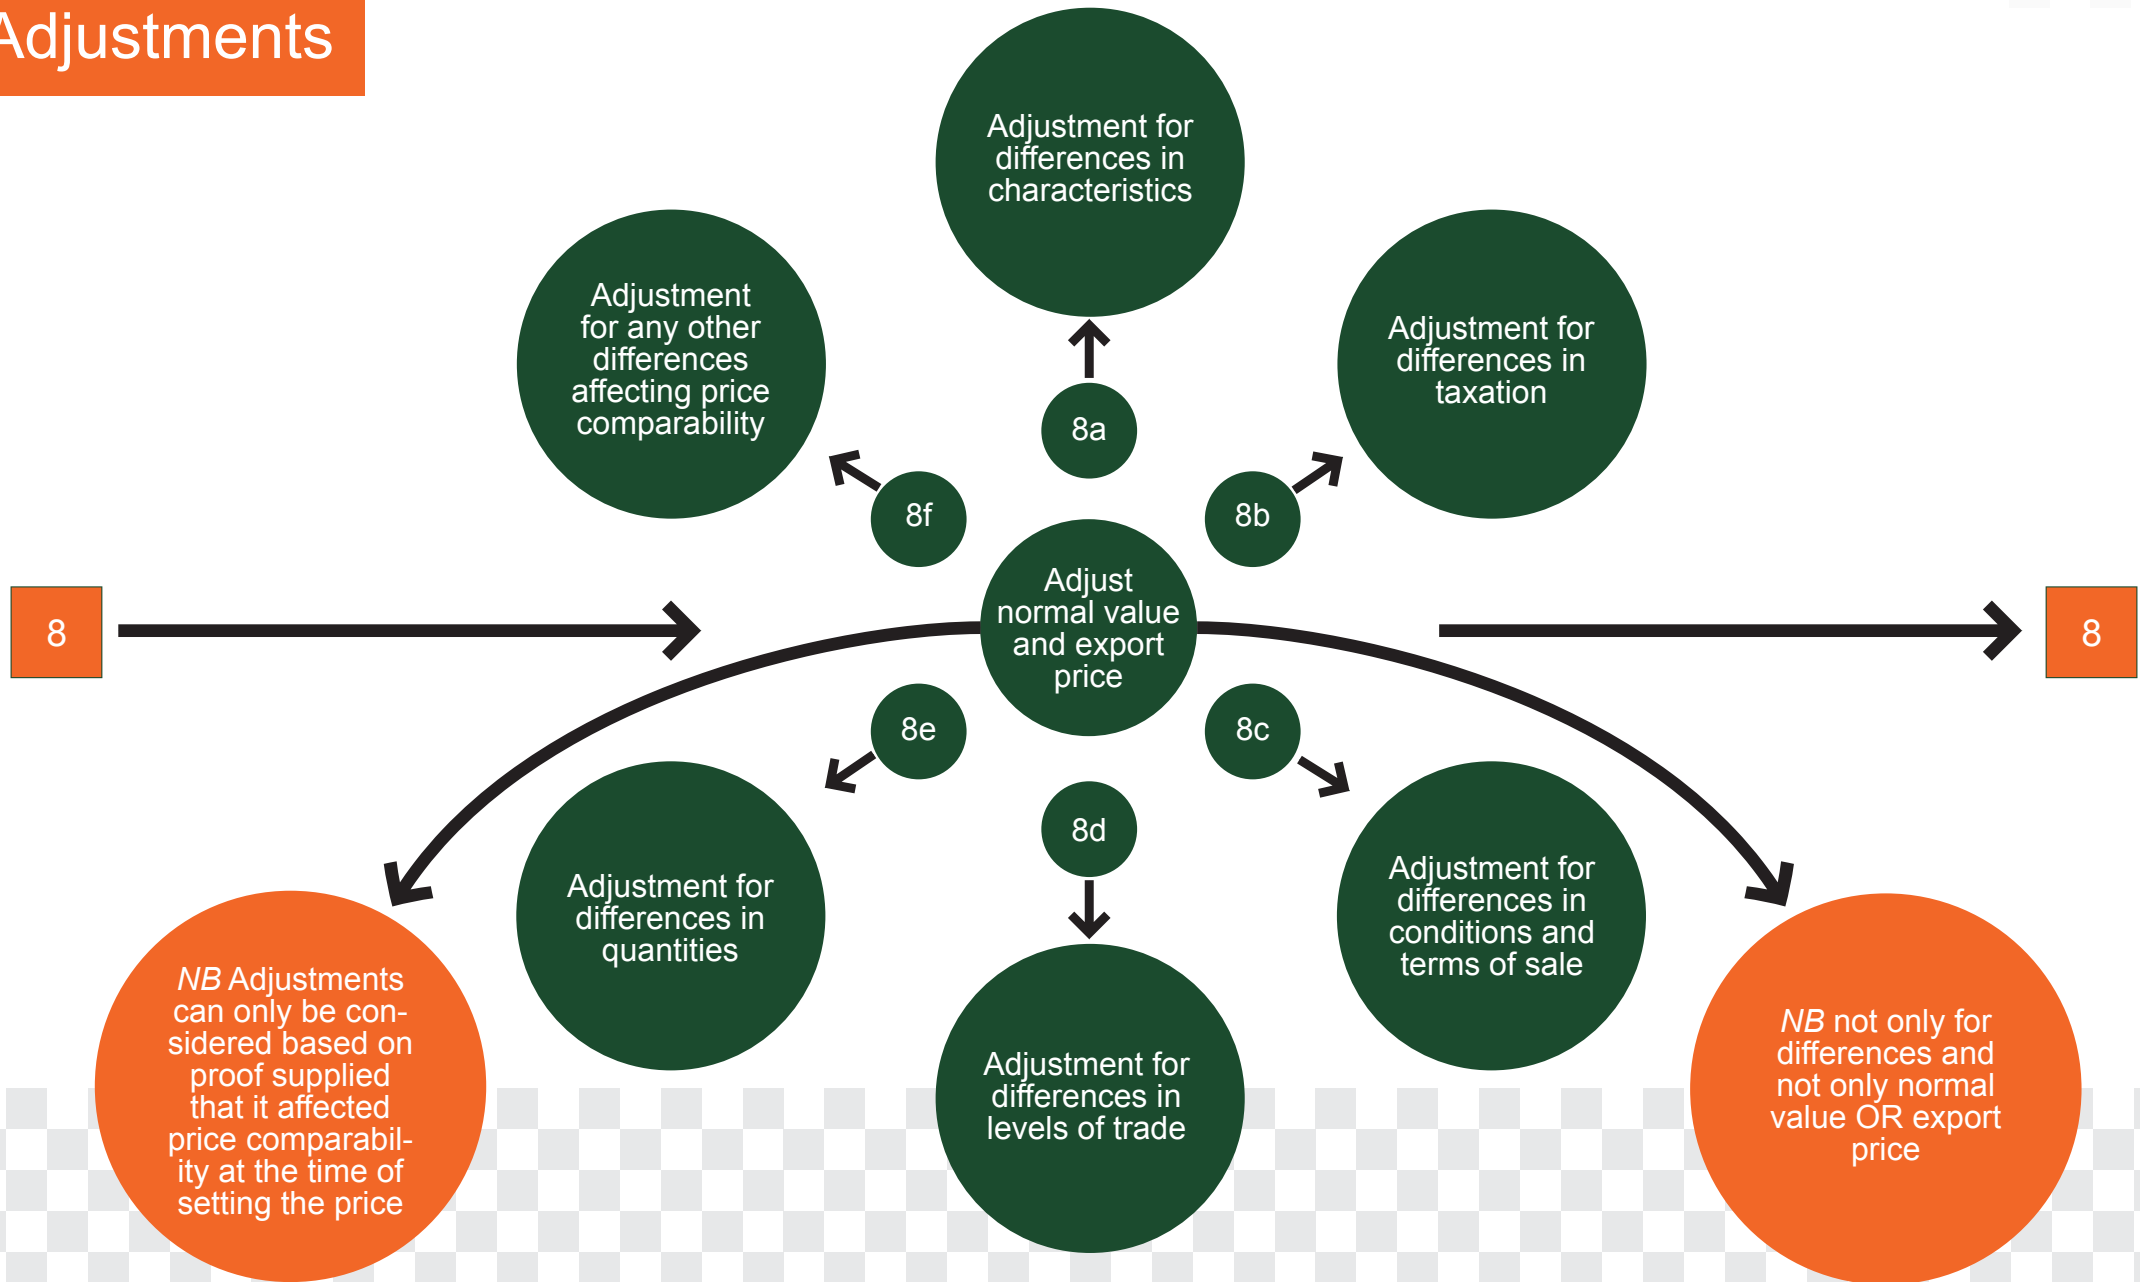 Adjustments
Adjustment for
differences in
characteristics
Adjustment
for any other
differences
affecting price
comparability
Adjustment for
differences in
taxation
8a
8f
8b
8
Adjust
normal value
and export
price
8
8e
8c
8d
Adjustment for
differences in
quantities
Adjustment for
differences in
conditions and
terms of sale
NB Adjustments
can only be con-
sidered based on
proof supplied
that it affected
price comparabil-
ity at the time of
setting the price
Adjustment for
differences in
levels of trade
NB not only for
differences and
not only normal
value OR export
price